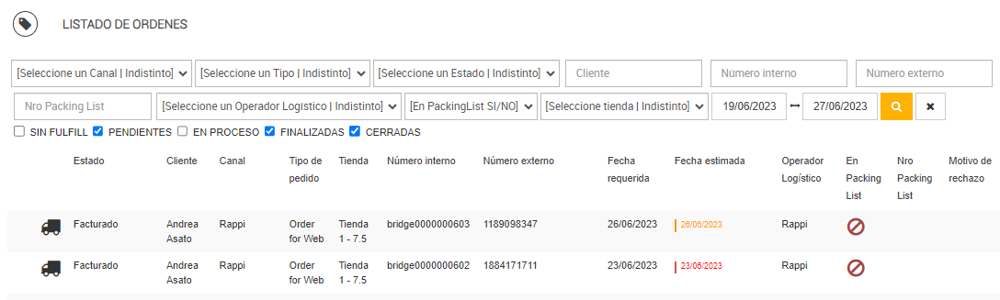 LISTADO DE ORDENES
[Seleccione un Canal | Indistinto] [Seleccione un Tipo | Indistinto] [Seleccione un Estado | Indistinto] Cliente Número interno Número externo
Nro Packing List [Seleccione un Operador Logístico | Indistinto] [En PackingList SI/NO] [Seleccione tienda | Indistinto] 19/06/2023 27/06/2023
SIN FULFILL PENDIENTES EN PROCESO FINALIZADAS CERRADAS
Estado Cliente Canal Tipo de Tienda Número interno Número externo Fecha Fecha estimada Operador En Nro Motivo de
pedido requerida Logístico Packing Packing rechazo
List List
Facturado Andrea Rappi Order Tienda bridge0000000603 1189098347 26/06/2023 26/06/2023 Rappi
Asato for Web 1 - 7.5
Facturado Andrea Rappi Order Tienda bridge0000000602 1884171711 23/06/2023 23/06/2023 Rappi
Asato for Web 1 - 7.5